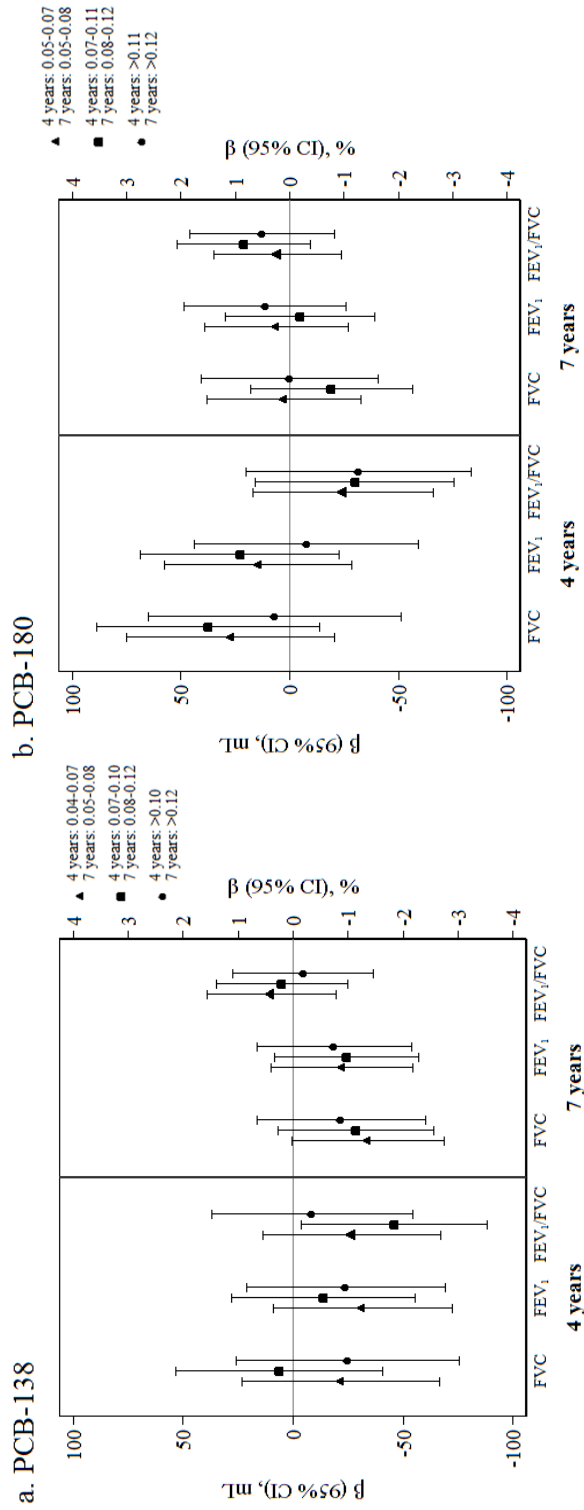 a. PCB-138
▲ 4 years: 0.04-0.07
7 years: 0.05-0.08
■ 4 years: 0.07-0.10
7 years: 0.08-0.12
● 4 years: >0.10
7 years: >0.12
β (95% CI), mL
100
50
0
-50
-100
β (95% CI), %
4
3
2
1
0
-1
-2
-3
-4
FVC FEV₁ FEV₁/FVC FVC FEV₁ FEV₁/FVC
4 years 7 years
b. PCB-180
▲ 4 years: 0.05-0.07
7 years: 0.05-0.08
■ 4 years: 0.07-0.11
7 years: 0.08-0.12
● 4 years: >0.11
7 years: >0.12
β (95% CI), mL
100
50
0
-50
-100
β (95% CI), %
4
3
2
1
0
-1
-2
-3
-4
FVC FEV₁ FEV₁/FVC FVC FEV₁ FEV₁/FVC
4 years 7 years